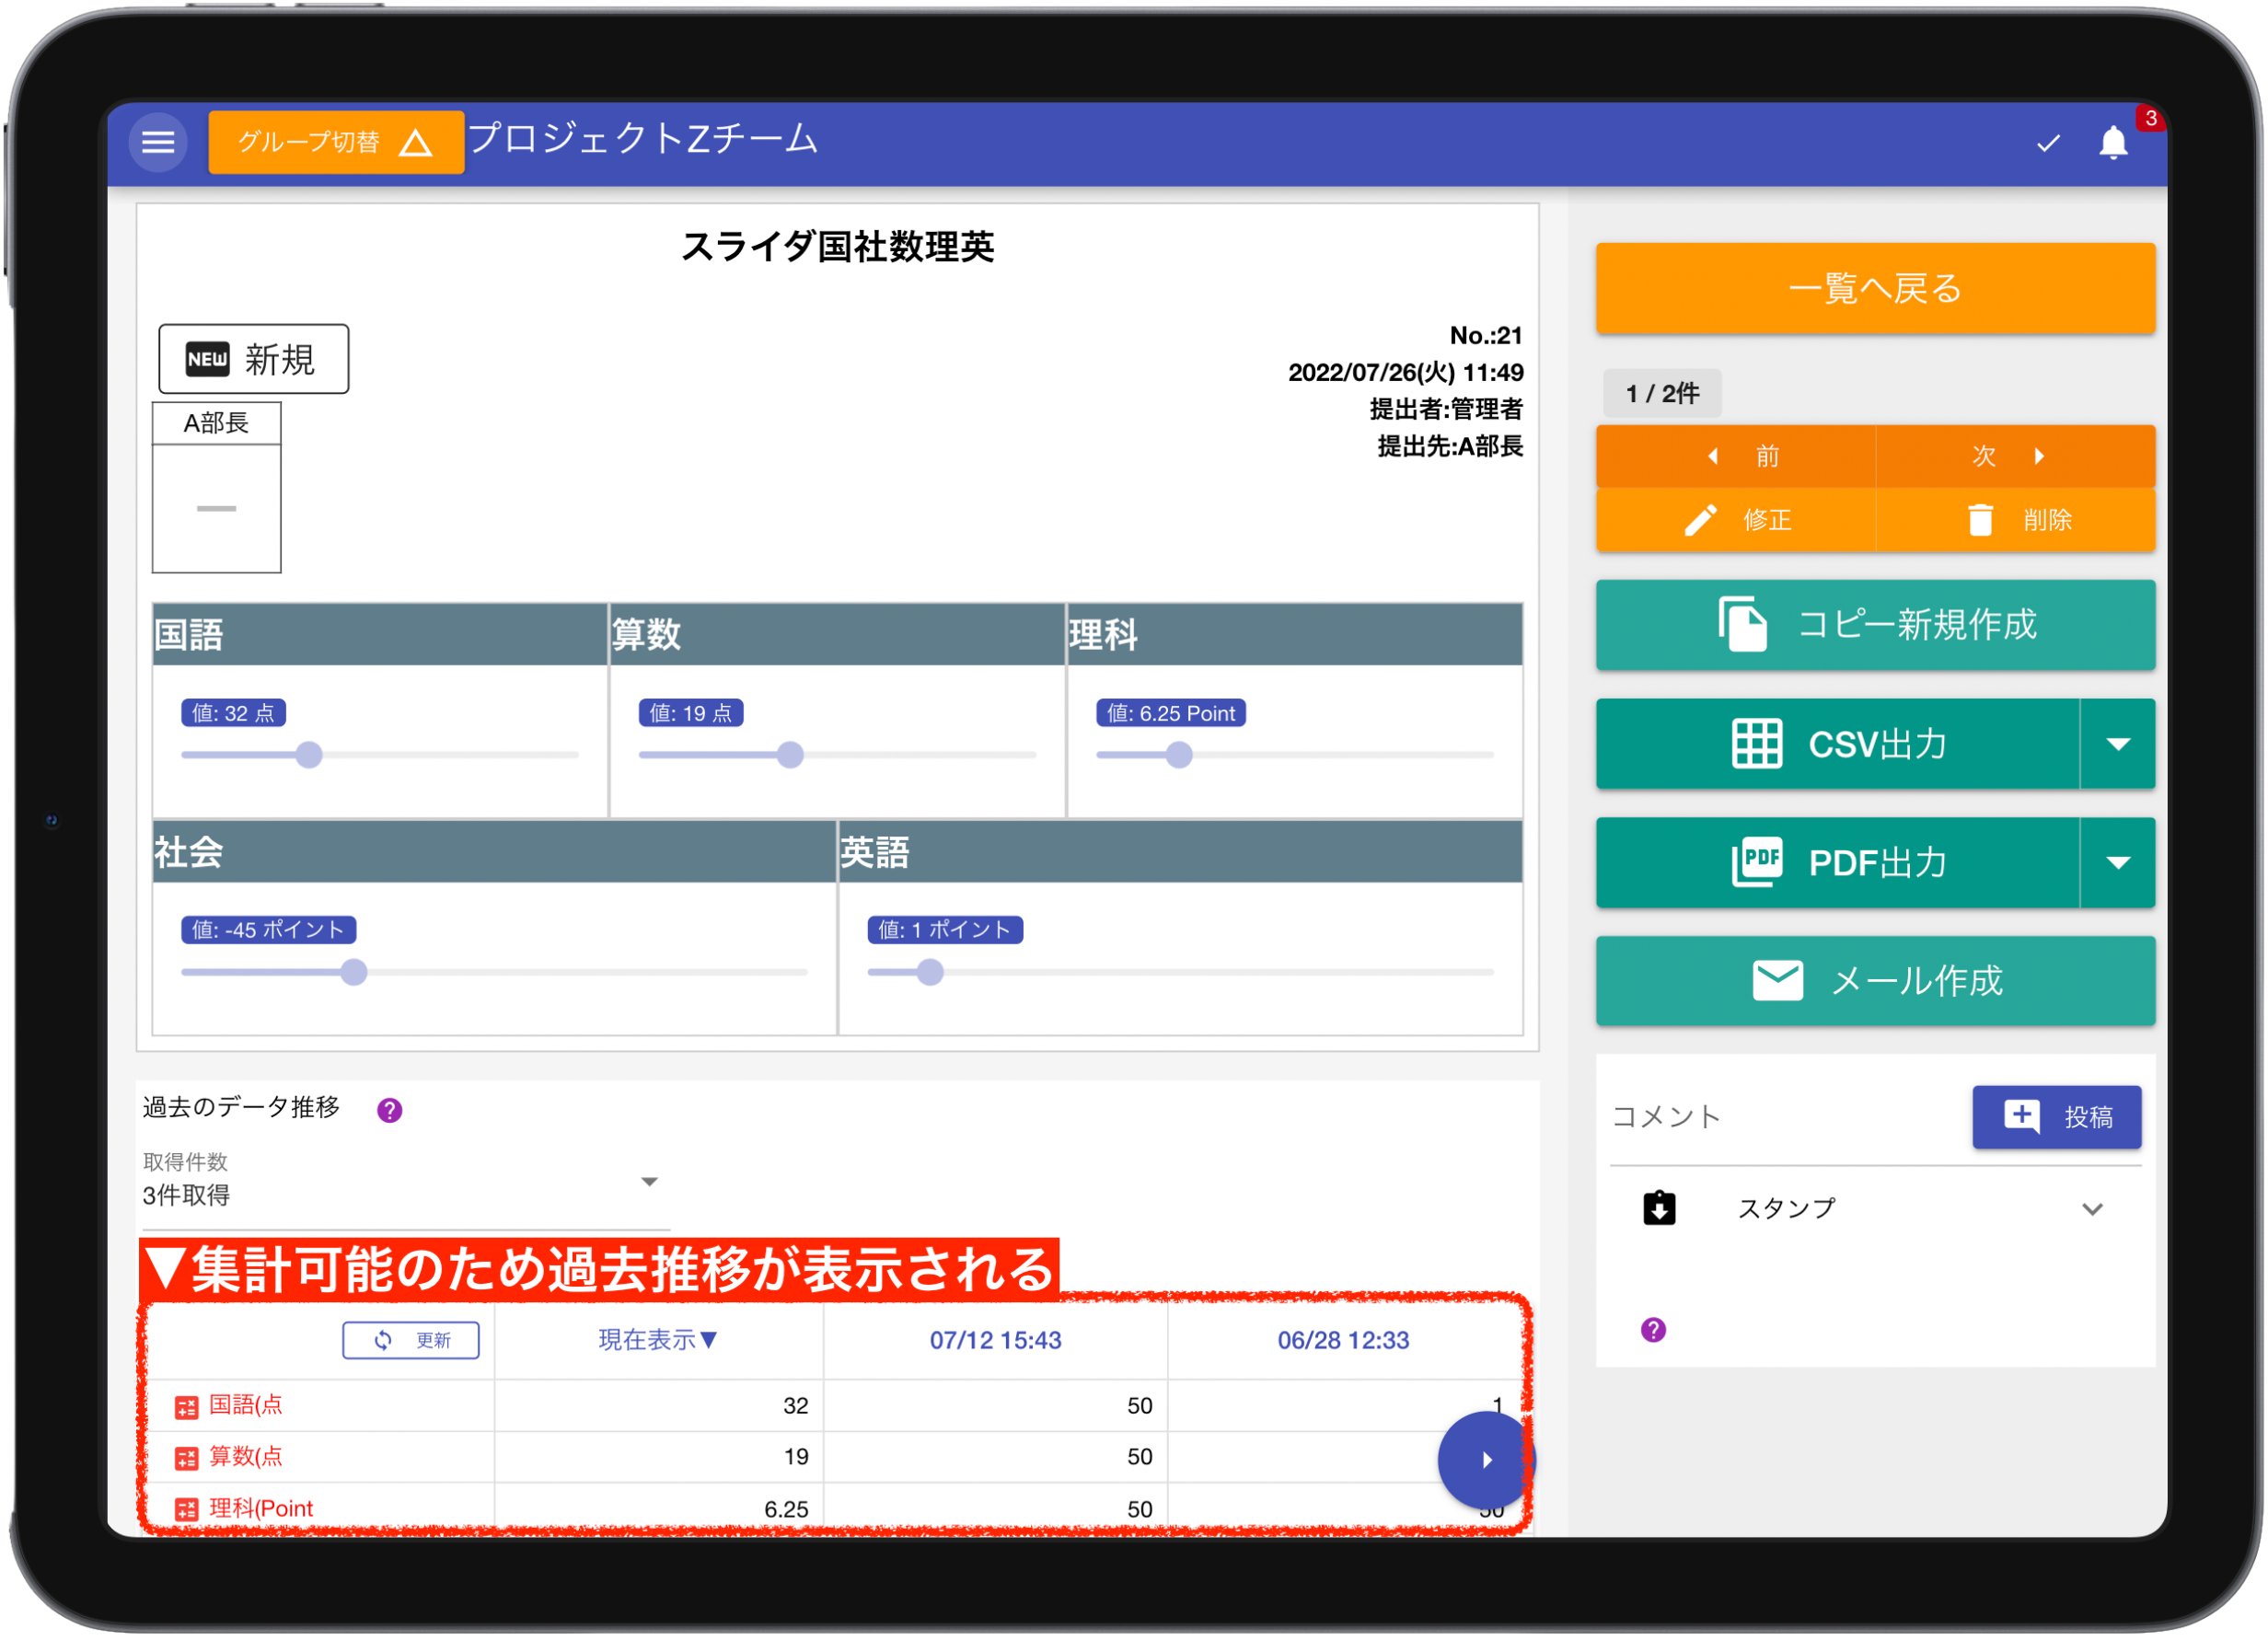 グループ切替 プロジェクトZチーム 3
スライダ国社数理英
NEW 新規
No.:21
2022/07/26(火) 11:49
提出者:管理者
提出先:A部長
A部長
国語 算数 理科
値: 32 点 値: 19 点 値: 6.25 Point
社会 英語
値: -45 ポイント 値: 1 ポイント
過去のデータ推移 ?
取得件数
3件取得
▼集計可能のため過去推移が表示される
更新 現在表示▼ 07/12 15:43 06/28 12:33
国語(点 32 50 1
算数(点 19 50
理科(Point 6.25 50 50
一覧へ戻る
1 / 2件
前 次
修正 削除
コピー新規作成
CSV出力
PDF PDF出力
メール作成
コメント 投稿
スタンプ
?